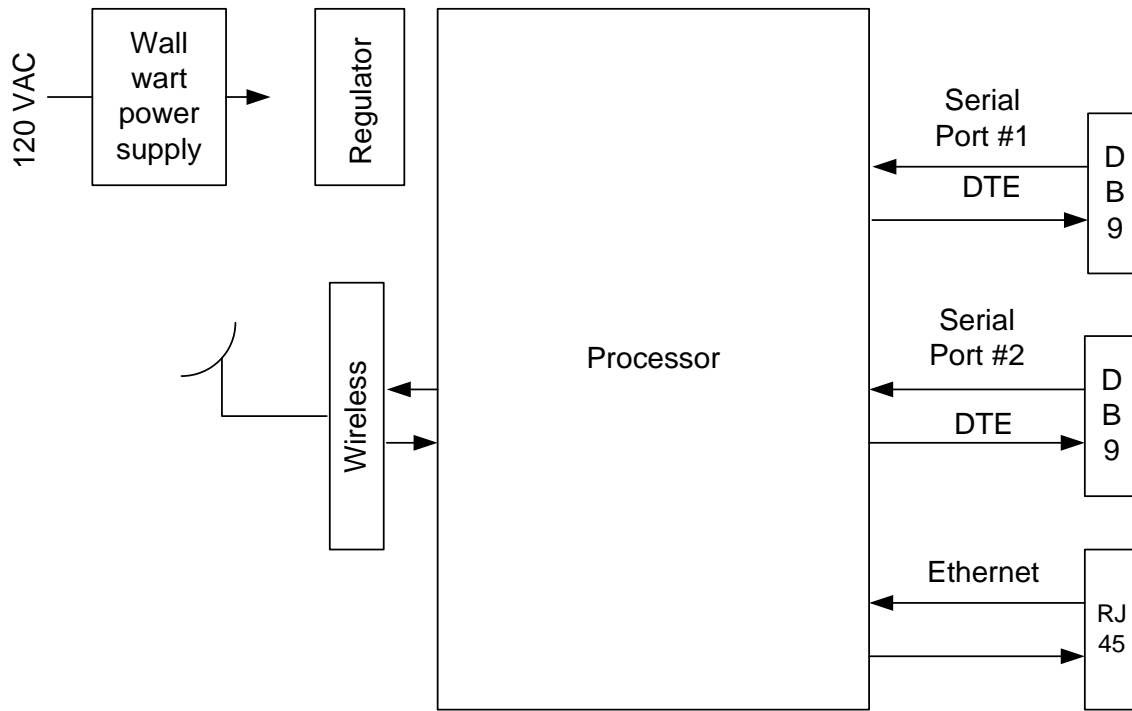 120 VAC
Wall
wart
power
supply
Regulator
Wireless
Processor
Serial
Port #1
DTE
D
B
9
Serial
Port #2
DTE
D
B
9
Ethernet
RJ
45